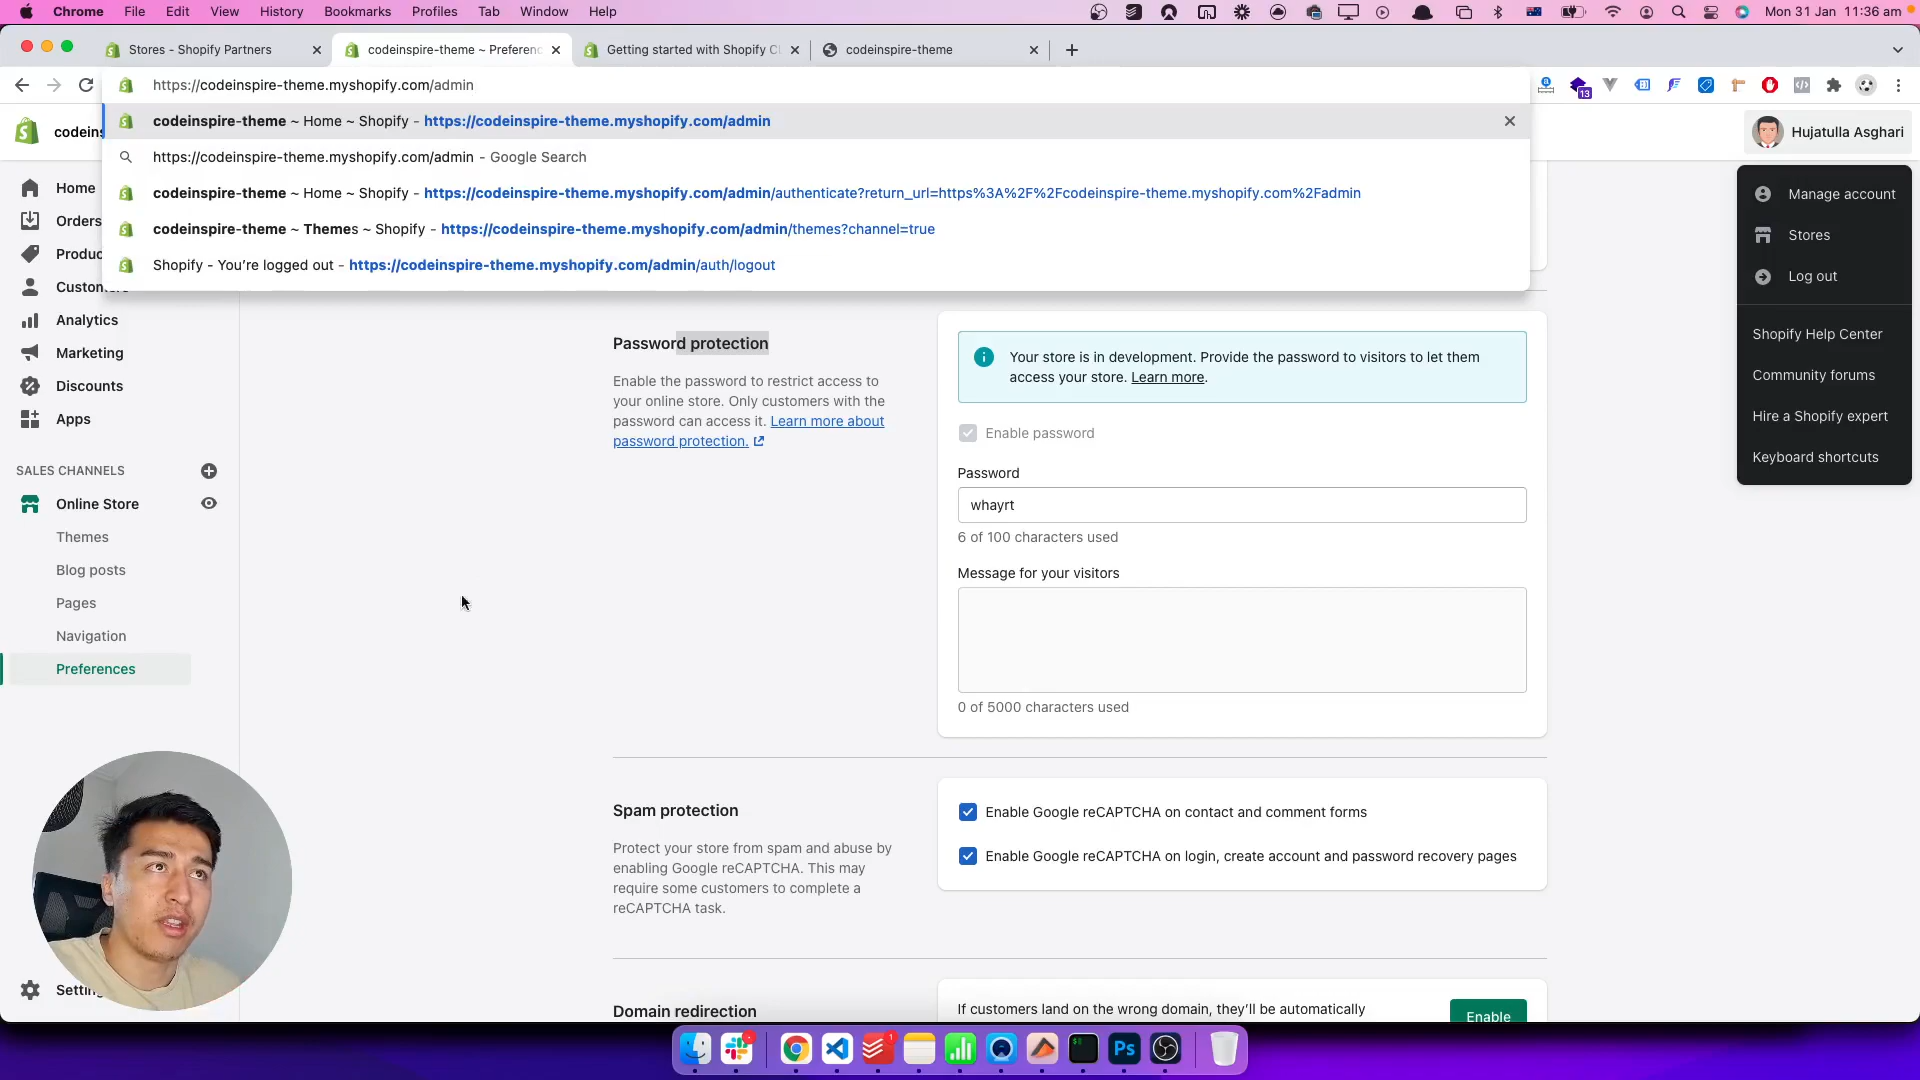 Chrome File Edit View History Bookmarks Profiles Tab Window Help
Mon 31 Jan 11:36 am
Stores - Shopify Partners
codeinspire-theme ~ Preferenc
Getting started with Shopify C
codeinspire-theme
https://codeinspire-theme.myshopify.com/admin
13
codeinspire-theme ~ Home ~ Shopify - https://codeinspire-theme.myshopify.com/admin
https://codeinspire-theme.myshopify.com/admin - Google Search
codeinspire-theme ~ Home ~ Shopify - https://codeinspire-theme.myshopify.com/admin/authenticate?return_url=https%3A%2F%2Fcodeinspire-theme.myshopify.com%2Fadmin
codeinspire-theme ~ Themes ~ Shopify - https://codeinspire-theme.myshopify.com/admin/themes?channel=true
Shopify - You're logged out - https://codeinspire-theme.myshopify.com/admin/auth/logout
codeins
Hujatulla Asghari
Manage account
Stores
Log out
Shopify Help Center
Community forums
Hire a Shopify expert
Keyboard shortcuts
Home
Orders
Produc
Customers
Analytics
Marketing
Discounts
Apps
SALES CHANNELS
Online Store
Themes
Blog posts
Pages
Navigation
Preferences
Setting
Password protection
Enable the password to restrict access to
your online store. Only customers with the
password can access it. Learn more about
password protection.
Your store is in development. Provide the password to visitors to let them
access your store. Learn more.
Enable password
Password
whayrt
6 of 100 characters used
Message for your visitors
0 of 5000 characters used
Spam protection
Protect your store from spam and abuse by
enabling Google reCAPTCHA. This may
require some customers to complete a
reCAPTCHA task.
Enable Google reCAPTCHA on contact and comment forms
Enable Google reCAPTCHA on login, create account and password recovery pages
Domain redirection
If customers land on the wrong domain, they'll be automatically
Enable
1
Ps